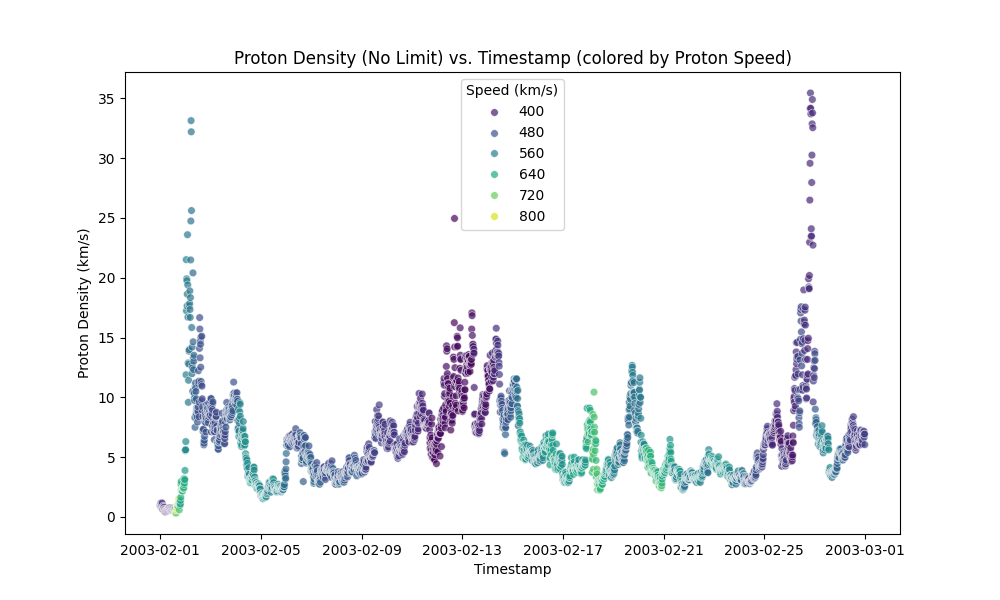 Proton Density (No Limit) vs. Timestamp (colored by Proton Speed)
Speed (km/s)
400
480
560
640
720
800
Proton Density (km/s)
35
30
25
20
15
10
5
0
2003-02-01 2003-02-05 2003-02-09 2003-02-13 2003-02-17 2003-02-21 2003-02-25 2003-03-01
Timestamp